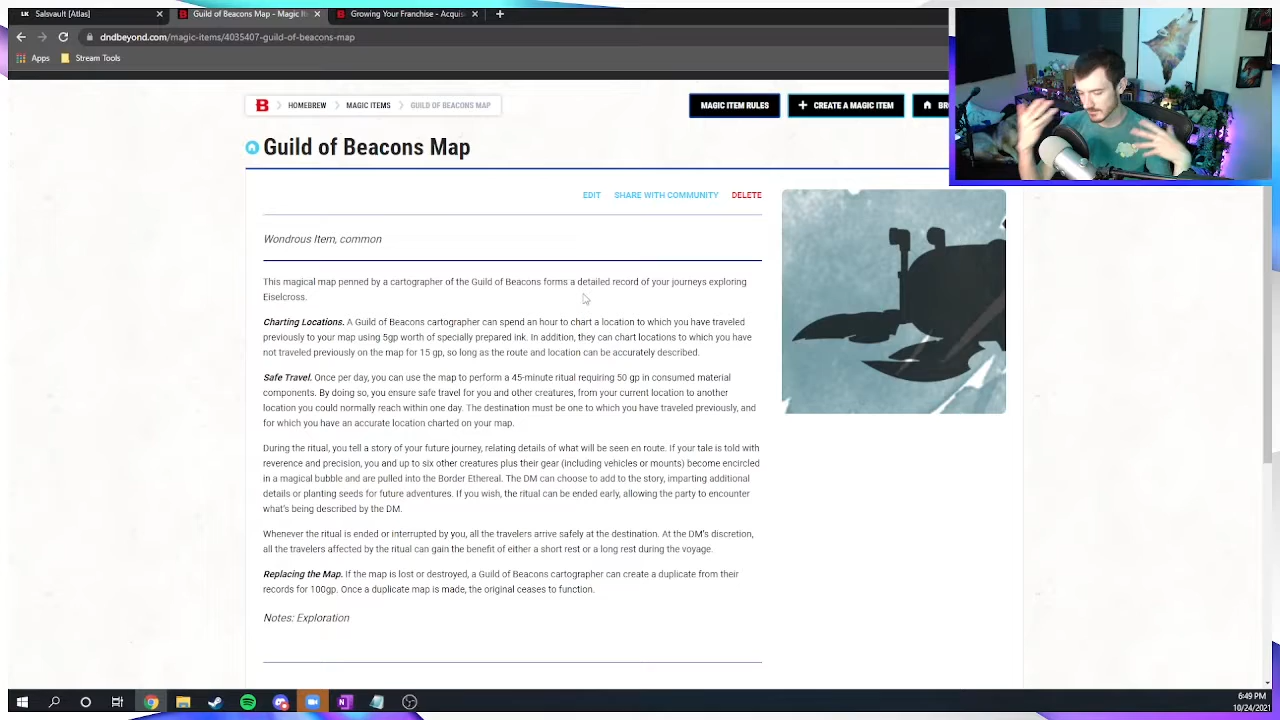 Salsvault [Atlas]
Guild of Beacons Map - Magic It
Growing Your Franchise - Acquis
dndbeyond.com/magic-items/4035407-guild-of-beacons-map
Apps
Stream Tools
HOMEBREW
MAGIC ITEMS
GUILD OF BEACONS MAP
MAGIC ITEM RULES
+ CREATE A MAGIC ITEM
Guild of Beacons Map
EDIT
SHARE WITH COMMUNITY
DELETE
Wondrous Item, common
This magical map penned by a cartographer of the Guild of Beacons forms a detailed record of your journeys exploring
Eiselcross.
Charting Locations. A Guild of Beacons cartographer can spend an hour to chart a location to which you have traveled
previously to your map using 5gp worth of specially prepared ink. In addition, they can chart locations to which you have
not traveled previously on the map for 15 gp, so long as the route and location can be accurately described.
Safe Travel. Once per day, you can use the map to perform a 45-minute ritual requiring 50 gp in consumed material
components. By doing so, you ensure safe travel for you and other creatures, from your current location to another
location you could normally reach within one day. The destination must be one to which you have traveled previously, and
for which you have an accurate location charted on your map.
During the ritual, you tell a story of your future journey, relating details of what will be seen en route. If your tale is told with
reverence and precision, you and up to six other creatures plus their gear (including vehicles or mounts) become encircled
in a magical bubble and are pulled into the Border Ethereal. The DM can choose to add to the story, imparting additional
details or planting seeds for future adventures. If you wish, the ritual can be ended early, allowing the party to encounter
what's being described by the DM.
Whenever the ritual is ended or interrupted by you, all the travelers arrive safely at the destination. At the DM's discretion,
all the travelers affected by the ritual can gain the benefit of either a short rest or a long rest during the voyage.
Replacing the Map. If the map is lost or destroyed, a Guild of Beacons cartographer can create a duplicate from their
records for 100gp. Once a duplicate map is made, the original ceases to function.
Notes: Exploration
6:49 PM
10/24/2021